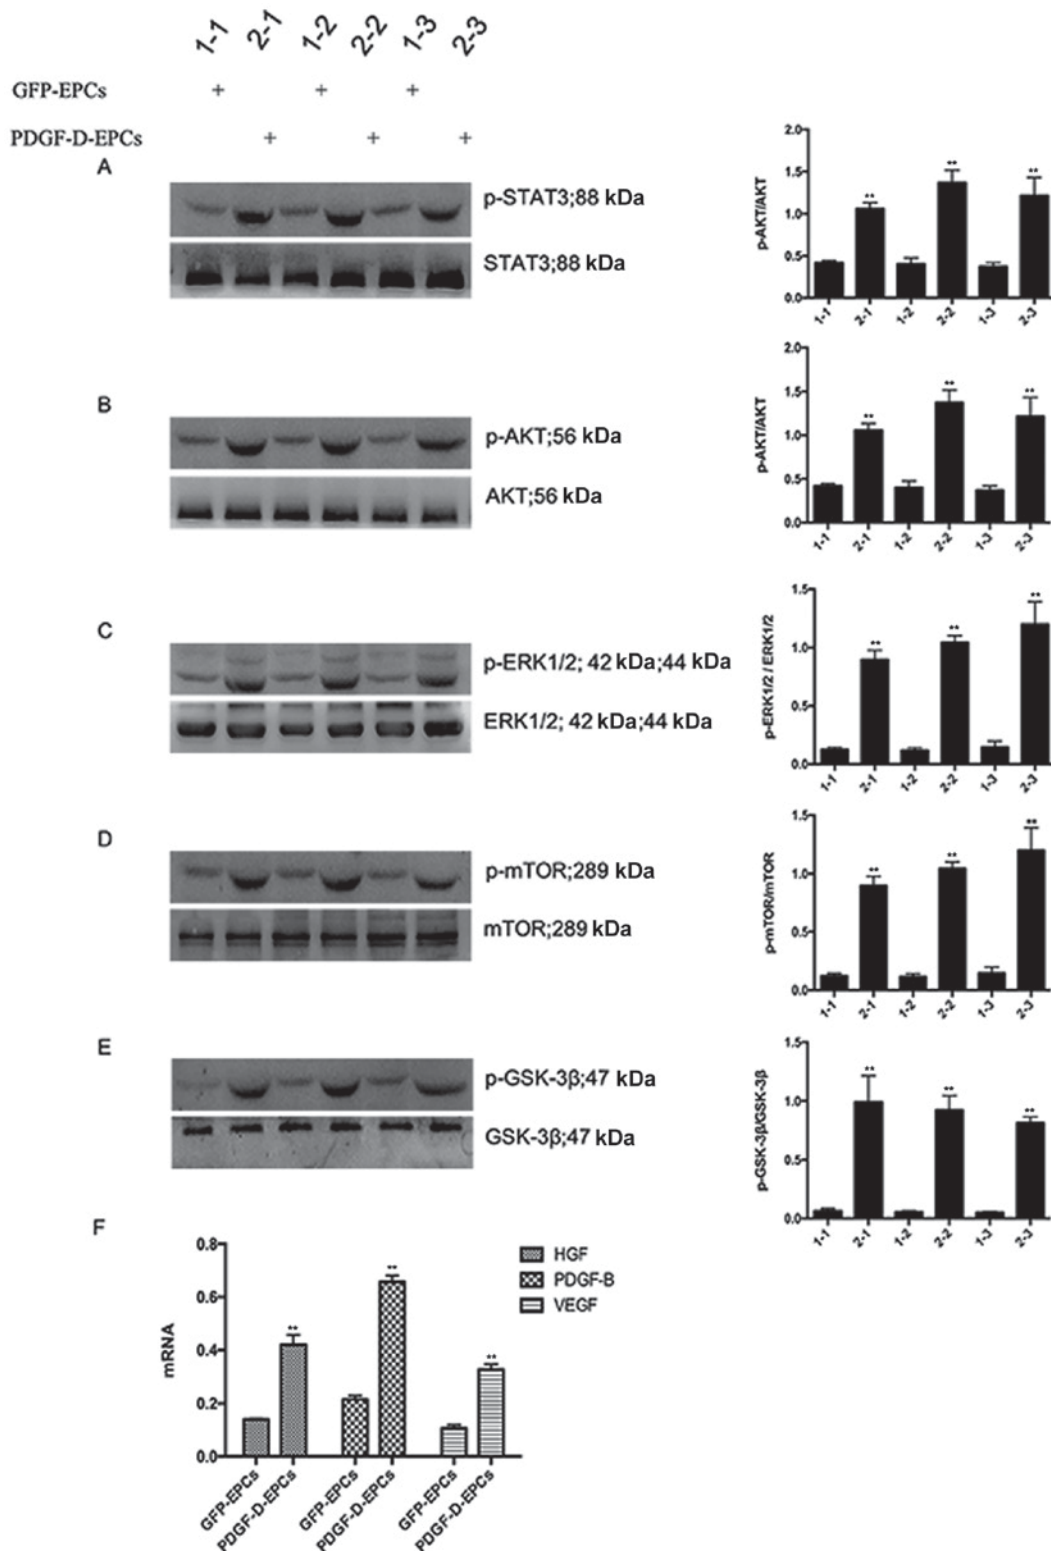 1-1 2-1 1-2 2-2 1-3 2-3
GFP-EPCs + + +
PDGF-D-EPCs + + +
A
p-STAT3;88 kDa
STAT3;88 kDa
p-AKT/AKT
2.0
1.5
1.0
0.5
0.0
** ** **
1-1 2-1 1-2 2-2 1-3 2-3
B
p-AKT;56 kDa
AKT;56 kDa
p-AKT/AKT
2.0
1.5
1.0
0.5
0.0
** ** **
1-1 2-1 1-2 2-2 1-3 2-3
C
p-ERK1/2; 42 kDa;44 kDa
ERK1/2; 42 kDa;44 kDa
p-ERK1/2 / ERK1/2
1.5
1.0
0.5
0.0
** ** **
1-1 2-1 1-2 2-2 1-3 2-3
D
p-mTOR;289 kDa
mTOR;289 kDa
p-mTOR/mTOR
1.5
1.0
0.5
0.0
** ** **
1-1 2-1 1-2 2-2 1-3 2-3
E
p-GSK-3β;47 kDa
GSK-3β;47 kDa
p-GSK-3β/GSK-3β
1.5
1.0
0.5
0.0
** ** **
1-1 2-1 1-2 2-2 1-3 2-3
F
mRNA
0.8
0.6
0.4
0.2
0.0
** ** **
HGF
PDGF-B
VEGF
GFP-EPCs PDGF-D-EPCs GFP-EPCs PDGF-D-EPCs GFP-EPCs PDGF-D-EPCs